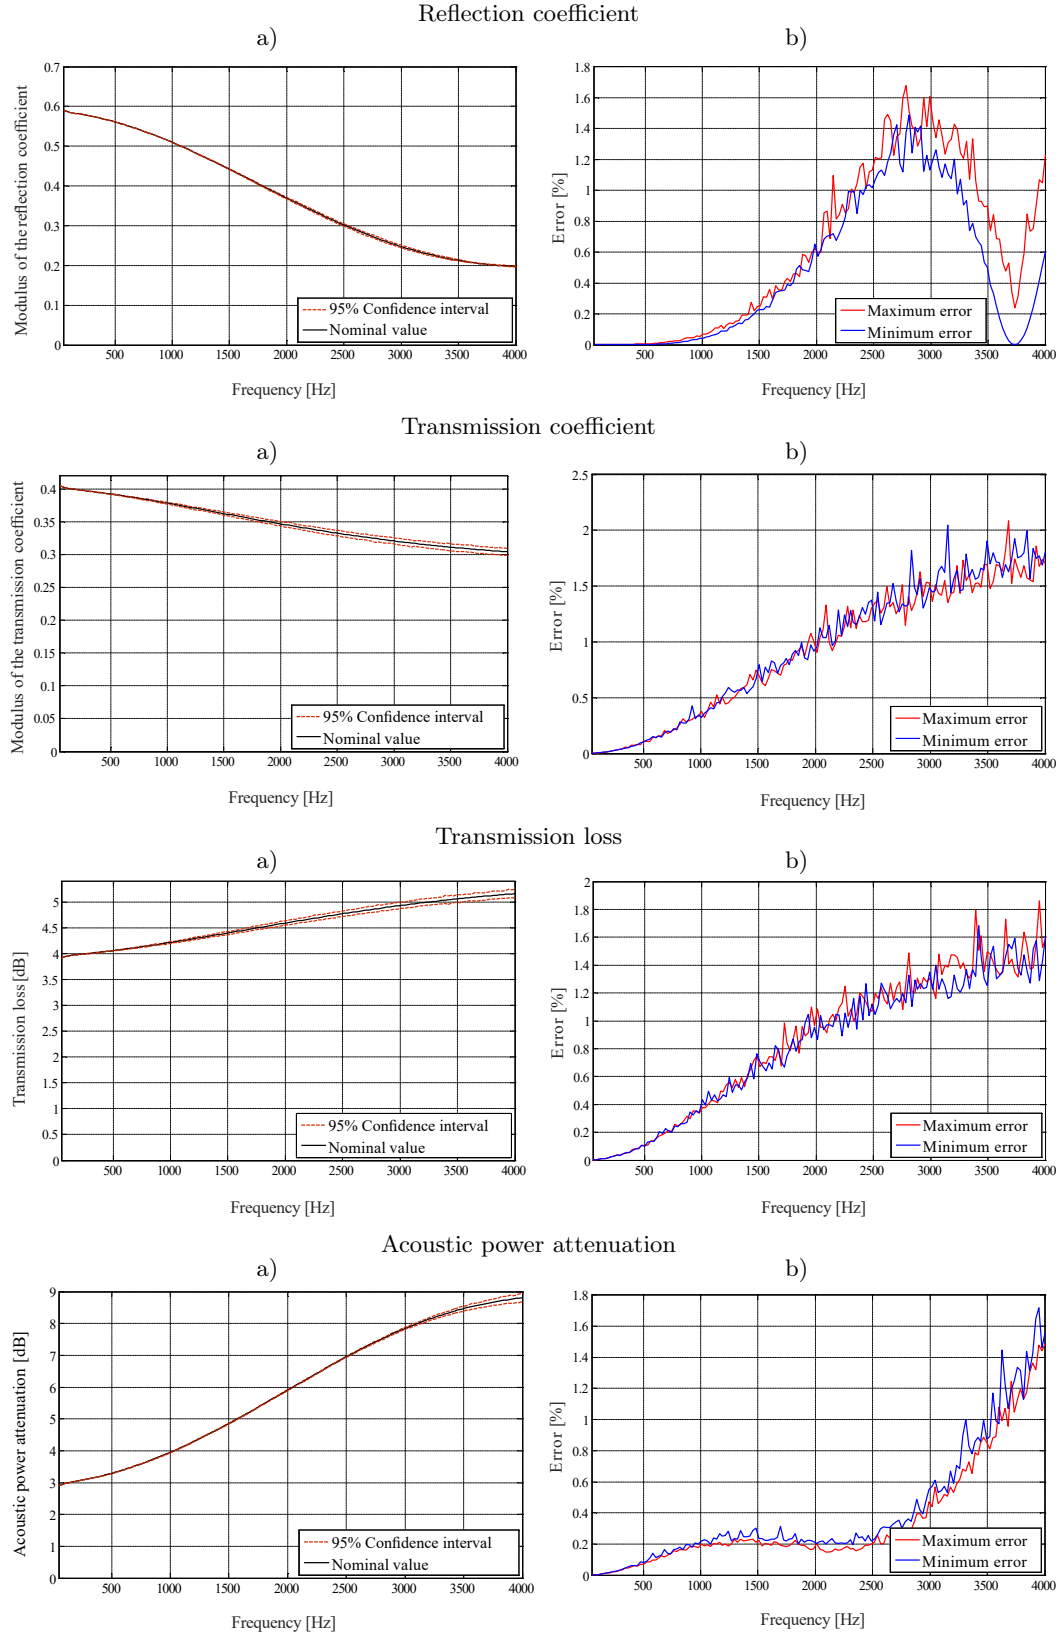 Reflection coefficient
a)
b)
Modulus of the reflection coefficient
0.7
0.6
0.5
0.4
0.3
0.2
0.1
0
500 1000 1500 2000 2500 3000 3500 4000
Frequency [Hz]
95% Confidence interval
Nominal value
Error [%]
1.8
1.6
1.4
1.2
1
0.8
0.6
0.4
0.2
0
500 1000 1500 2000 2500 3000 3500 4000
Frequency [Hz]
Maximum error
Minimum error
Transmission coefficient
a)
b)
Modulus of the transmission coefficient
0.4
0.35
0.3
0.25
0.2
0.15
0.1
0.05
0
500 1000 1500 2000 2500 3000 3500 4000
Frequency [Hz]
95% Confidence interval
Nominal value
Error [%]
2.5
2
1.5
1
0.5
0
500 1000 1500 2000 2500 3000 3500 4000
Frequency [Hz]
Maximum error
Minimum error
Transmission loss
a)
b)
Transmission loss [dB]
5
4.5
4
3.5
3
2.5
2
1.5
1
0.5
0
500 1000 1500 2000 2500 3000 3500 4000
Frequency [Hz]
95% Confidence interval
Nominal value
Error [%]
2
1.8
1.6
1.4
1.2
1
0.8
0.6
0.4
0.2
0
500 1000 1500 2000 2500 3000 3500 4000
Frequency [Hz]
Maximum error
Minimum error
Acoustic power attenuation
a)
b)
Acoustic power attenuation [dB]
9
8
7
6
5
4
3
2
1
0
500 1000 1500 2000 2500 3000 3500 4000
Frequency [Hz]
95% Confidence interval
Nominal value
Error [%]
1.8
1.6
1.4
1.2
1
0.8
0.6
0.4
0.2
0
500 1000 1500 2000 2500 3000 3500 4000
Frequency [Hz]
Maximum error
Minimum error